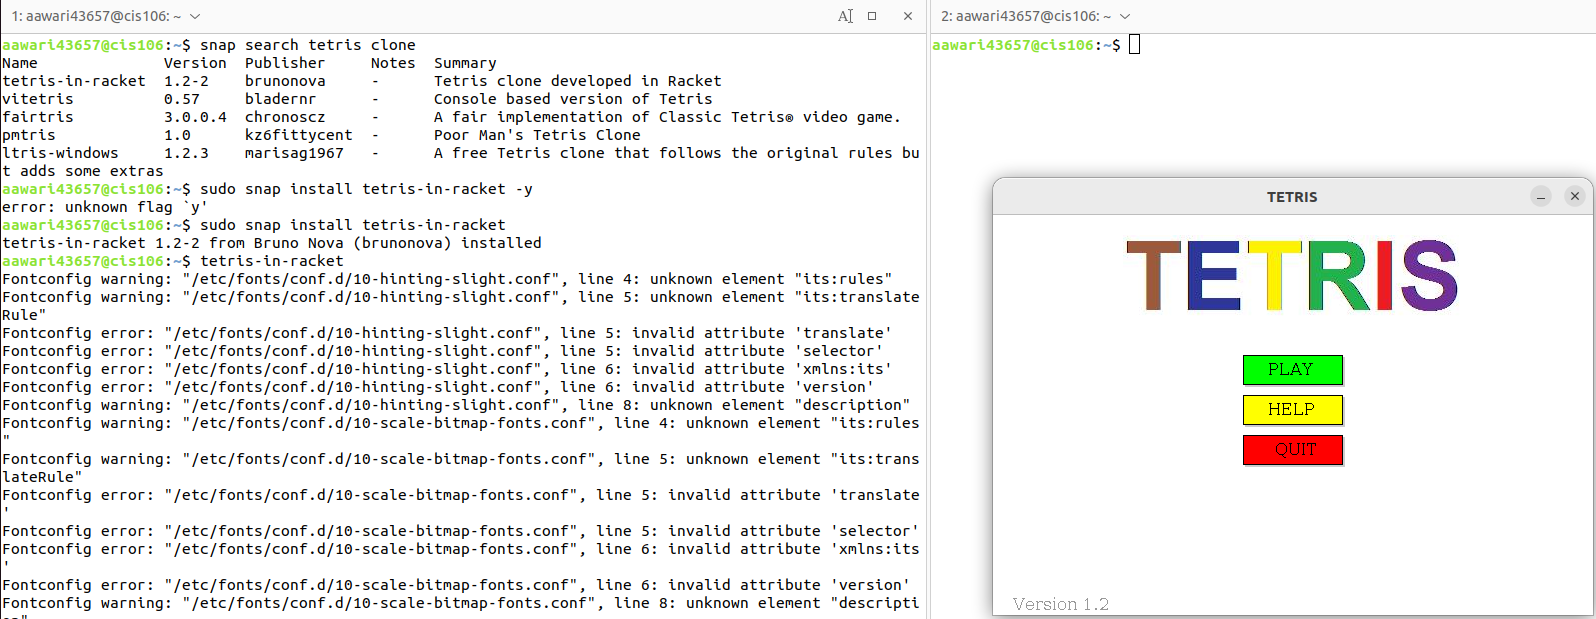 1: aawari43657@cis106: ~
aawari43657@cis106:~$ snap search tetris clone
Name              Version  Publisher     Notes  Summary
tetris-in-racket  1.2-2    brunonova     -      Tetris clone developed in Racket
vitetris          0.57     bladernr      -      Console based version of Tetris
fairtris          3.0.0.4  chronoscz     -      A fair implementation of Classic Tetris® video game.
pmtris            1.0      kz6fittycent  -      Poor Man's Tetris Clone
ltris-windows     1.2.3    marisag1967   -      A free Tetris clone that follows the original rules bu
t adds some extras
aawari43657@cis106:~$ sudo snap install tetris-in-racket -y
error: unknown flag `y'
aawari43657@cis106:~$ sudo snap install tetris-in-racket
tetris-in-racket 1.2-2 from Bruno Nova (brunonova) installed
aawari43657@cis106:~$ tetris-in-racket
Fontconfig warning: "/etc/fonts/conf.d/10-hinting-slight.conf", line 4: unknown element "its:rules"
Fontconfig warning: "/etc/fonts/conf.d/10-hinting-slight.conf", line 5: unknown element "its:translate
Rule"
Fontconfig error: "/etc/fonts/conf.d/10-hinting-slight.conf", line 5: invalid attribute 'translate'
Fontconfig error: "/etc/fonts/conf.d/10-hinting-slight.conf", line 5: invalid attribute 'selector'
Fontconfig error: "/etc/fonts/conf.d/10-hinting-slight.conf", line 6: invalid attribute 'xmlns:its'
Fontconfig error: "/etc/fonts/conf.d/10-hinting-slight.conf", line 6: invalid attribute 'version'
Fontconfig warning: "/etc/fonts/conf.d/10-hinting-slight.conf", line 8: unknown element "description"
Fontconfig warning: "/etc/fonts/conf.d/10-scale-bitmap-fonts.conf", line 4: unknown element "its:rules
"
Fontconfig warning: "/etc/fonts/conf.d/10-scale-bitmap-fonts.conf", line 5: unknown element "its:trans
lateRule"
Fontconfig error: "/etc/fonts/conf.d/10-scale-bitmap-fonts.conf", line 5: invalid attribute 'translate
'
Fontconfig error: "/etc/fonts/conf.d/10-scale-bitmap-fonts.conf", line 5: invalid attribute 'selector'
Fontconfig error: "/etc/fonts/conf.d/10-scale-bitmap-fonts.conf", line 6: invalid attribute 'xmlns:its
'
Fontconfig error: "/etc/fonts/conf.d/10-scale-bitmap-fonts.conf", line 6: invalid attribute 'version'
Fontconfig warning: "/etc/fonts/conf.d/10-scale-bitmap-fonts.conf", line 8: unknown element "descripti
2: aawari43657@cis106: ~
aawari43657@cis106:~$
TETRIS
TETRIS
PLAY
HELP
QUIT
Version 1.2